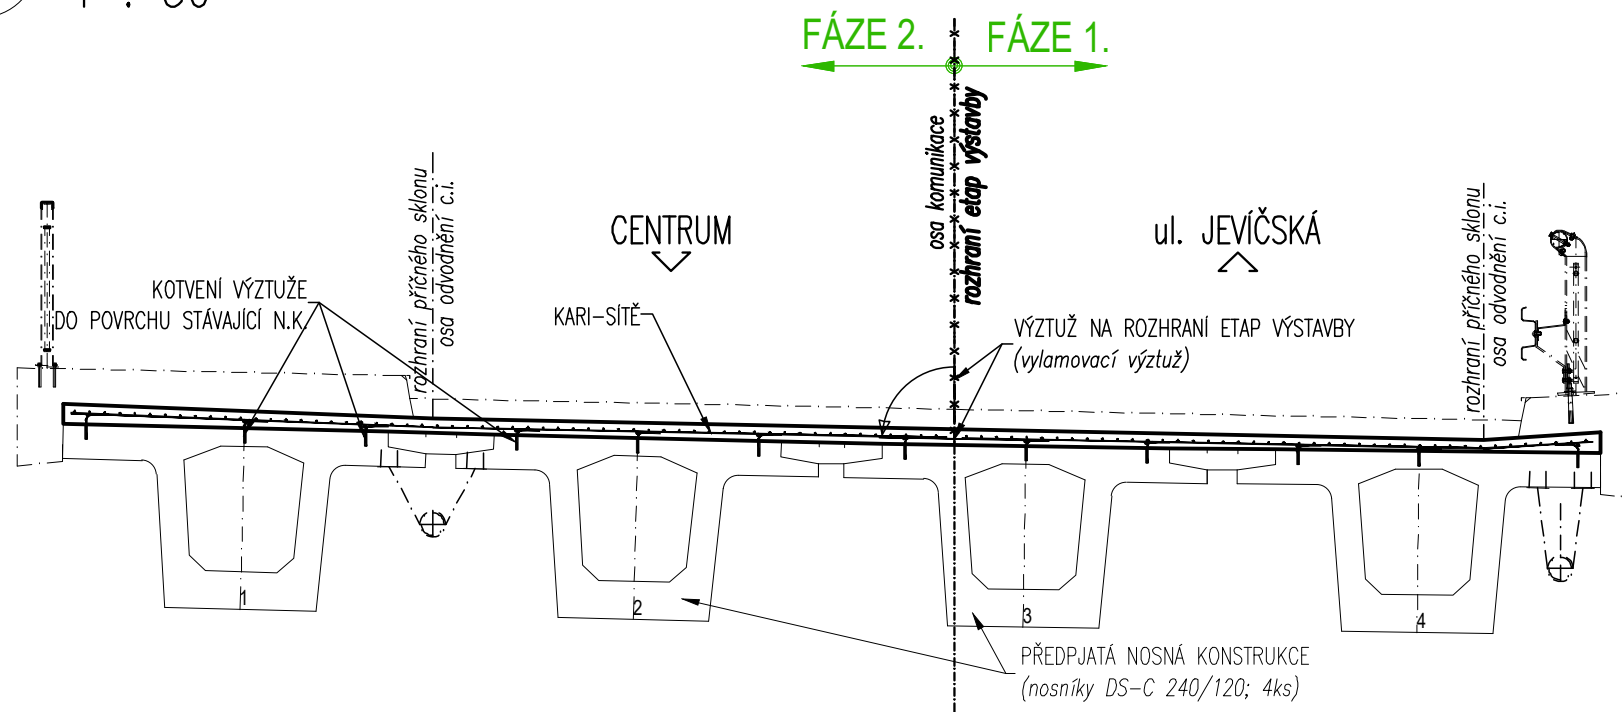 FÁZE 2.
FÁZE 1.
osa komunikace
rozhraní etap výstavby
rozhraní příčného sklonu
osa odvodnění c.i.
CENTRUM
ul. JEVÍČSKÁ
rozhraní příčného sklonu
osa odvodnění c.i.
KOTVENÍ VÝZTUŽE
DO POVRCHU STÁVAJÍCÍ N.K.
KARI-SÍTĚ
VÝZTUŽ NA ROZHRANÍ ETAP VÝSTAVBY
(vylamovací výztuž)
1
2
3
4
PŘEDPJATÁ NOSNÁ KONSTRUKCE
(nosníky DS-C 240/120; 4ks)